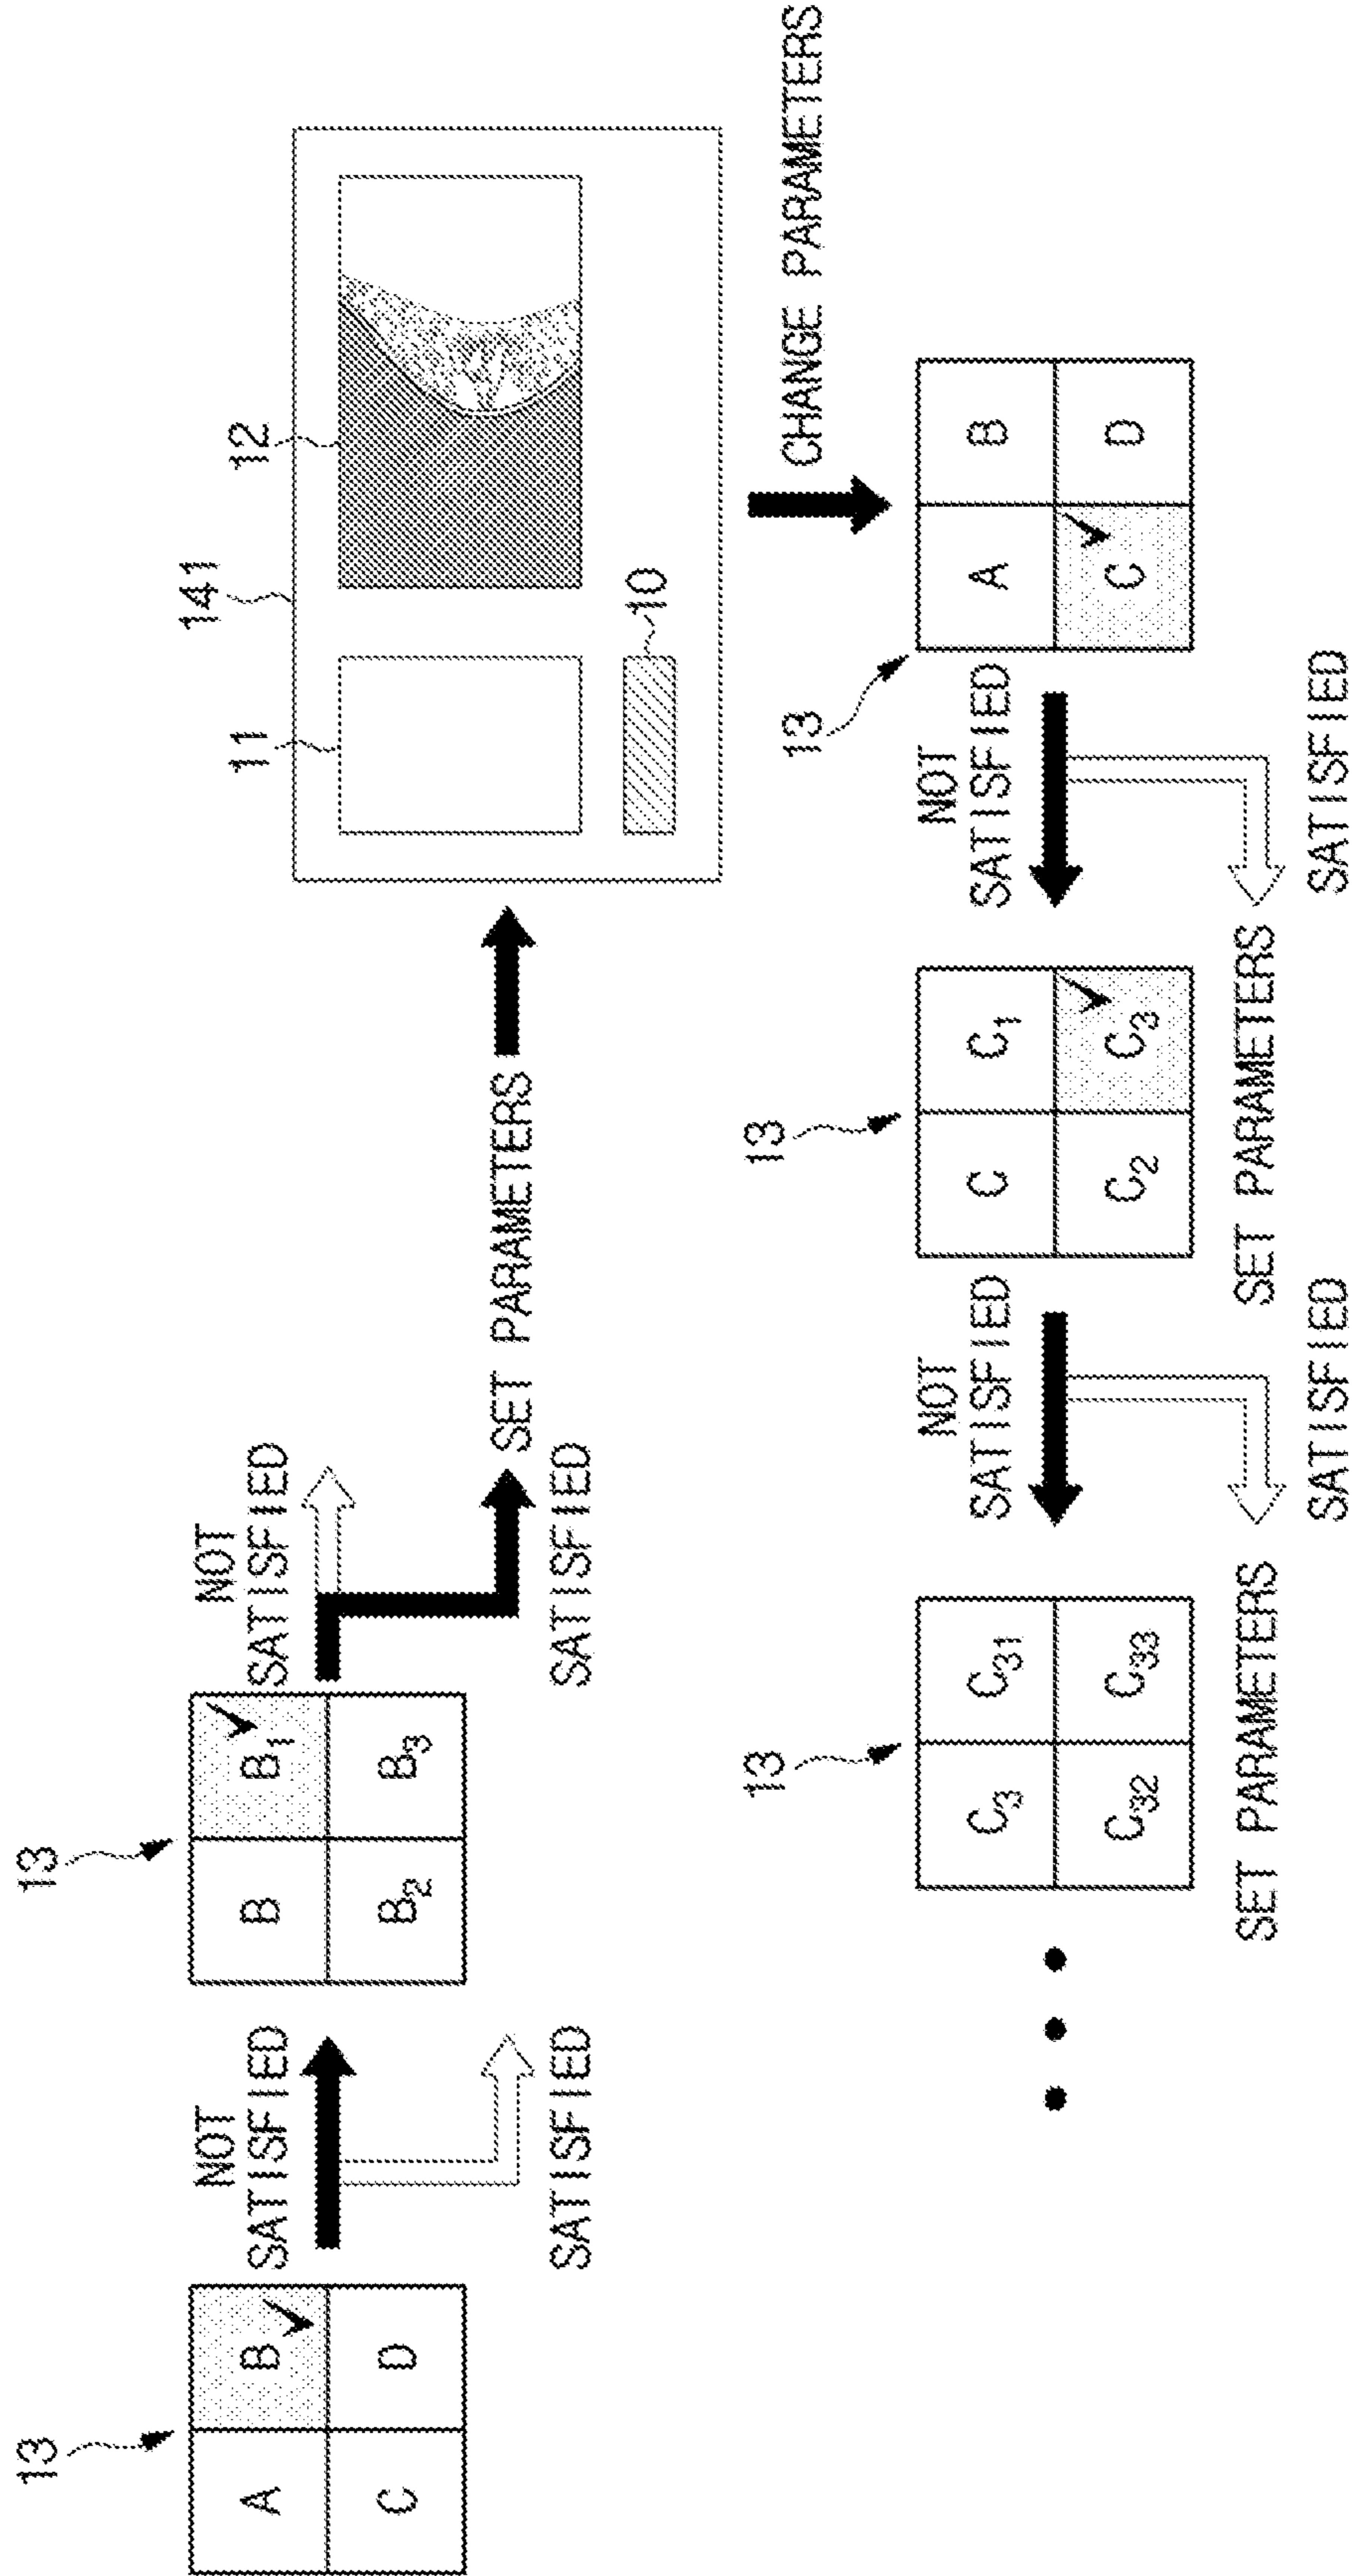 13
A B
C D
NOT
SATISFIED
SATISFIED
13
B B₁
B₂ B₃
NOT
SATISFIED
SATISFIED
SET PARAMETERS
141
11
12
10
CHANGE PARAMETERS
13
A B
C D
NOT
SATISFIED
SATISFIED
SET PARAMETERS
13
C C₁
C₂ C₃
NOT
SATISFIED
SATISFIED
SET PARAMETERS
13
C₃ C₃₁
C₃₂ C₃₃